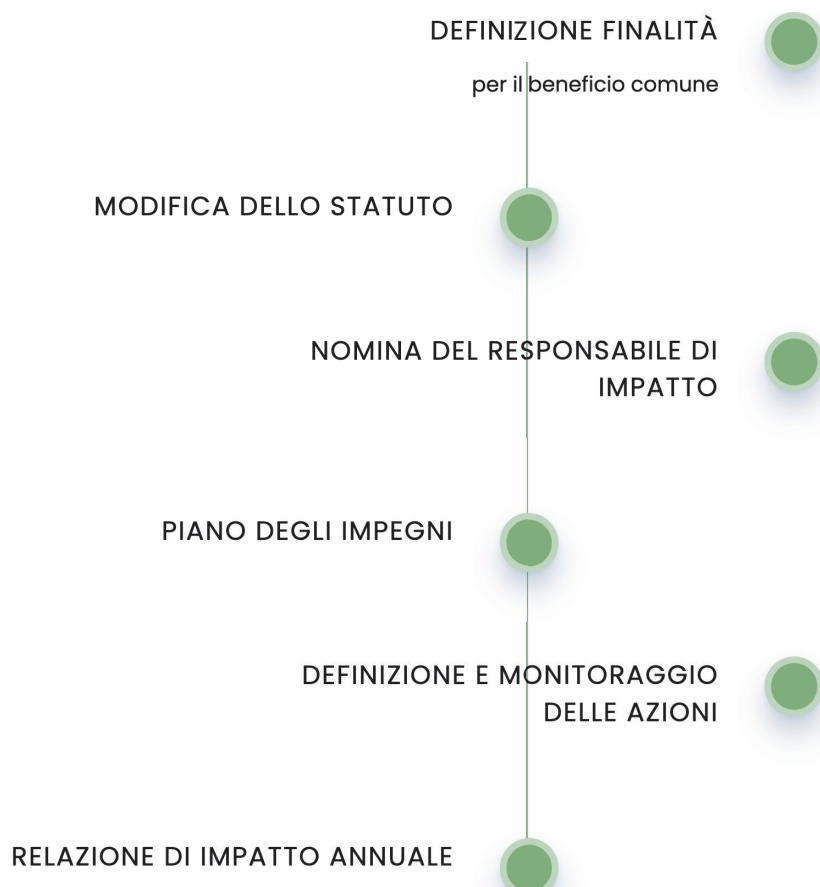 DEFINIZIONE FINALITÀ
per il beneficio comune
MODIFICA DELLO STATUTO
NOMINA DEL RESPONSABILE DI
IMPATTO
PIANO DEGLI IMPEGNI
DEFINIZIONE E MONITORAGGIO
DELLE AZIONI
RELAZIONE DI IMPATTO ANNUALE